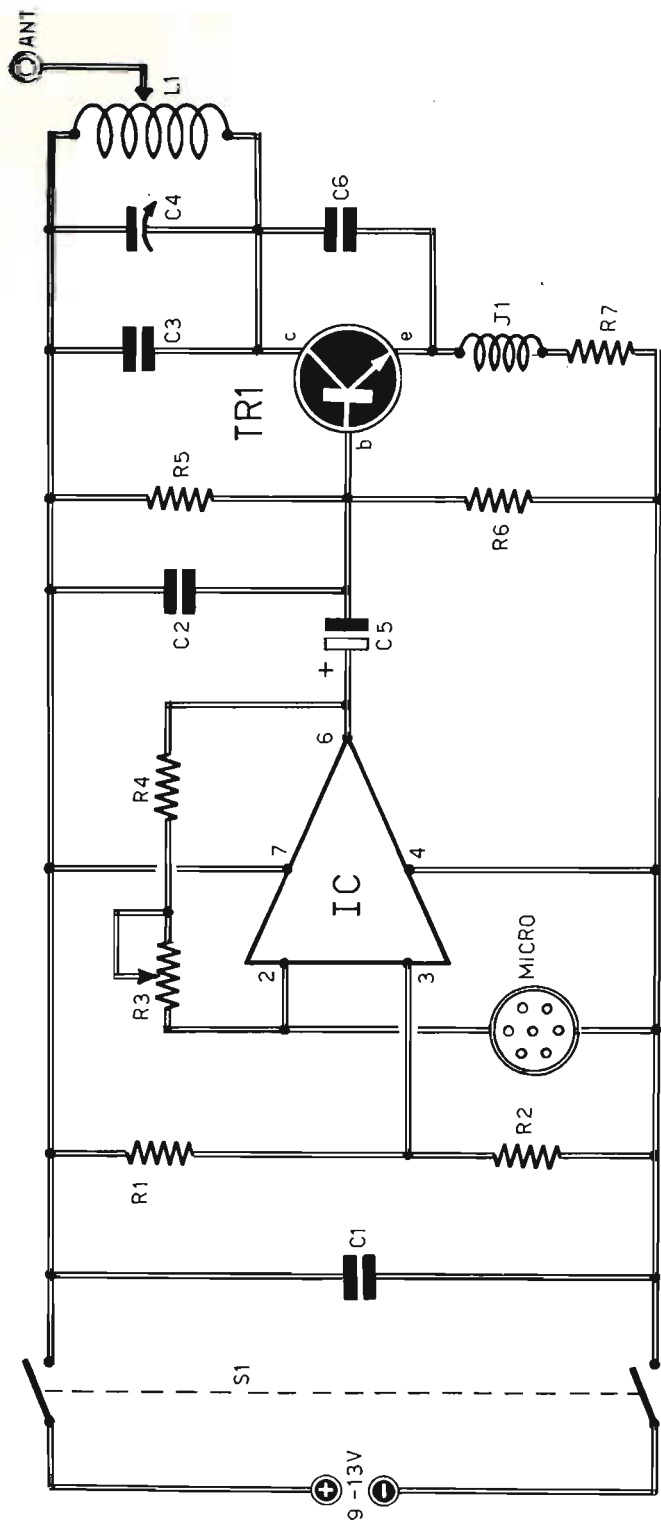 9 -13V
+
-
S1
C1
R1
R2
R3
R4
MICRO
2
3
IC
7
4
6
+
C5
C2
R5
R6
TR1
b
c
e
C3
C4
C6
J1
R7
L1
ANT